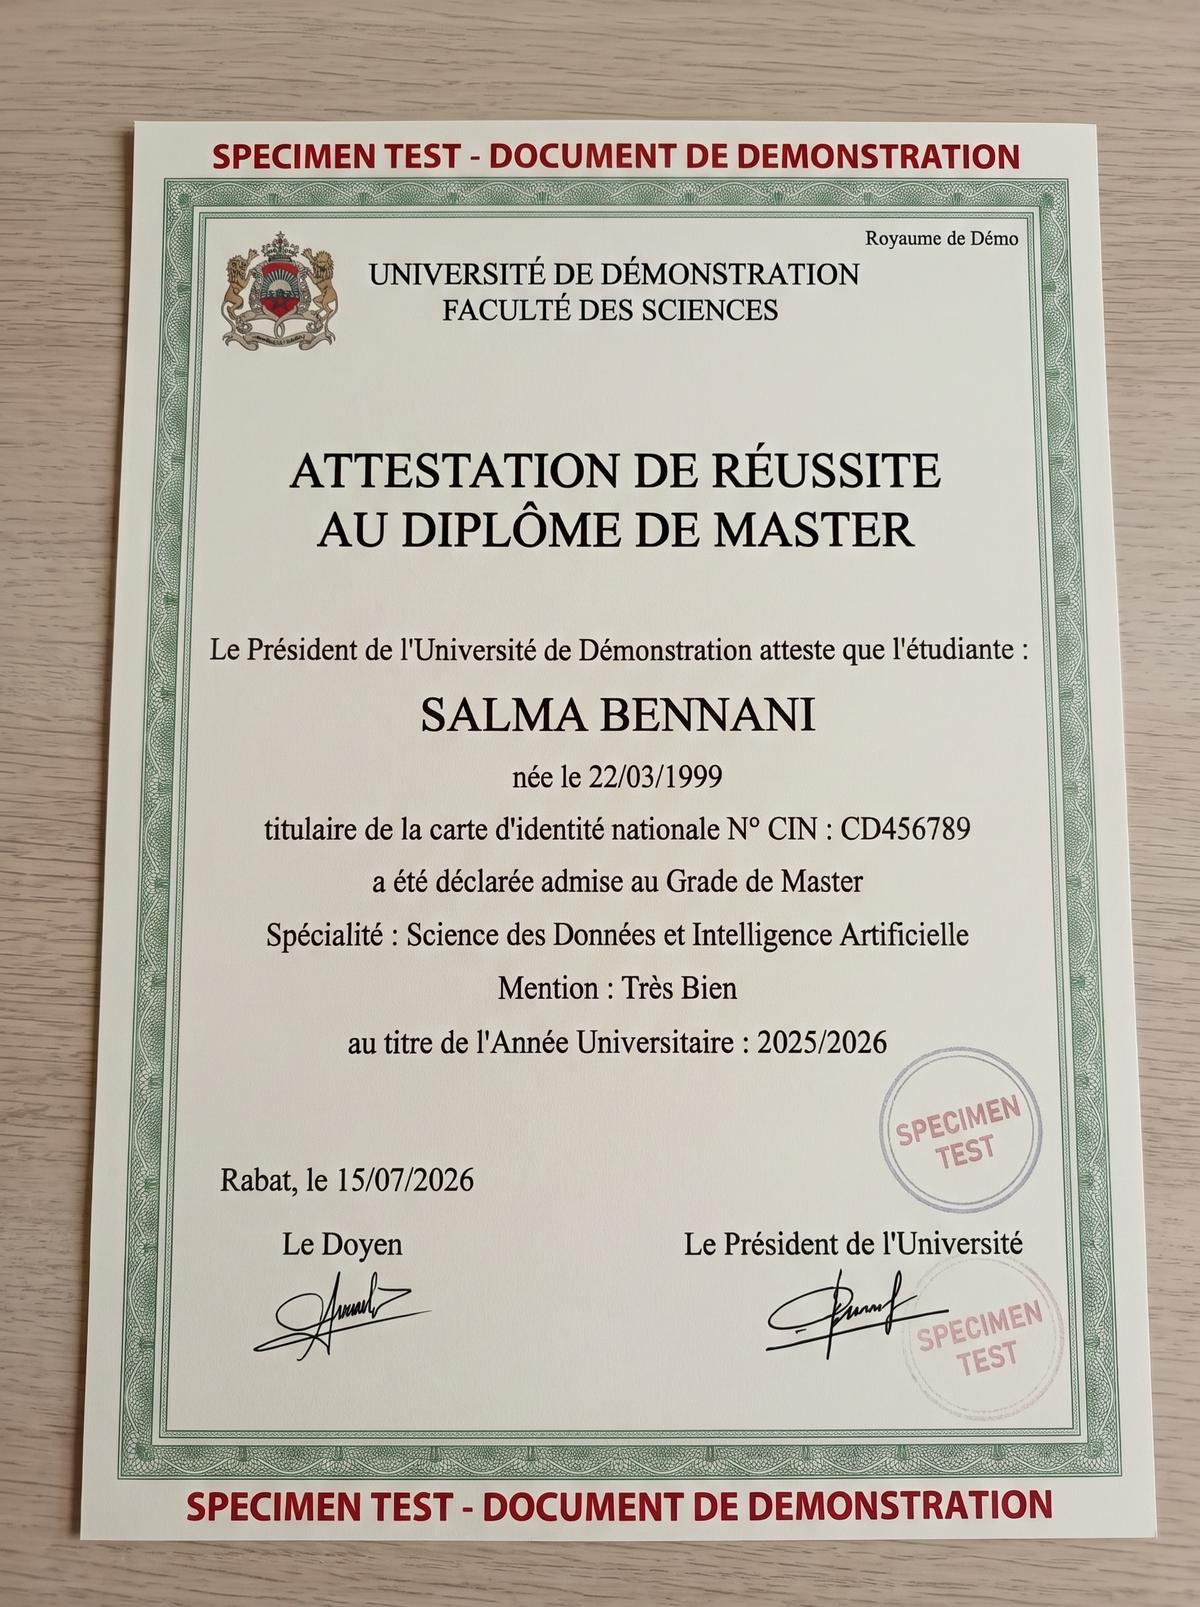 SPECIMEN TEST - DOCUMENT DE DEMONSTRATION
Royaume de Démo
UNIVERSITÉ DE DÉMONSTRATION
FACULTÉ DES SCIENCES
ATTESTATION DE RÉUSSITE
AU DIPLÔME DE MASTER
Le Président de l'Université de Démonstration atteste que l'étudiante :
SALMA BENNANI
née le 22/03/1999
titulaire de la carte d'identité nationale N° CIN : CD456789
a été déclarée admise au Grade de Master
Spécialité : Science des Données et Intelligence Artificielle
Mention : Très Bien
au titre de l'Année Universitaire : 2025/2026
SPECIMEN
TEST
Rabat, le 15/07/2026
Le Doyen
Le Président de l'Université
SPECIMEN
TEST
SPECIMEN TEST - DOCUMENT DE DEMONSTRATION